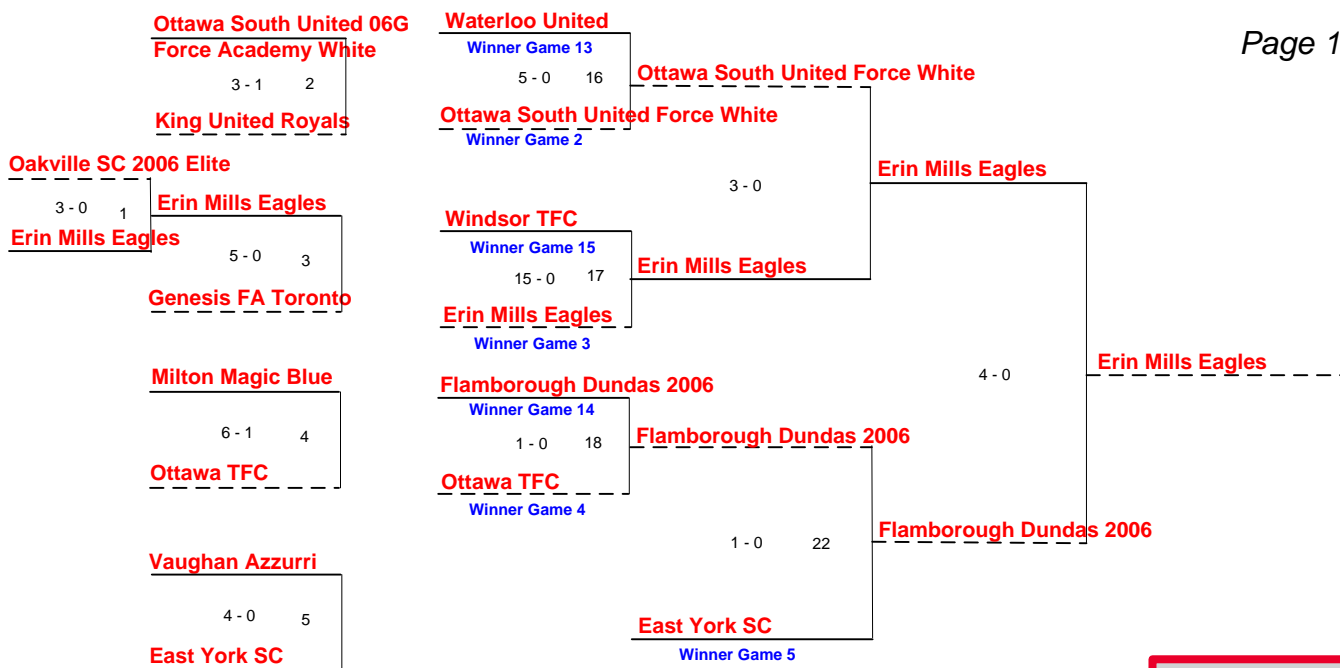 Ottawa South United 06G
Force Academy White
3 - 1 2
King United Royals
Oakville SC 2006 Elite
3 - 0 1
Erin Mills Eagles
Erin Mills Eagles
5 - 0 3
Genesis FA Toronto
Milton Magic Blue
6 - 1 4
Ottawa TFC
Vaughan Azzurri
4 - 0 5
East York SC
Waterloo United
Winner Game 13
5 - 0 16
Ottawa South United Force White
Winner Game 2
Windsor TFC
Winner Game 15
15 - 0 17
Erin Mills Eagles
Winner Game 3
Flamborough Dundas 2006
Winner Game 14
1 - 0 18
Ottawa TFC
Winner Game 4
Ottawa South United Force White
3 - 0
Erin Mills Eagles
Flamborough Dundas 2006
1 - 0 22
East York SC
Winner Game 5
Erin Mills Eagles
4 - 0
Flamborough Dundas 2006
Erin Mills Eagles
Page 1